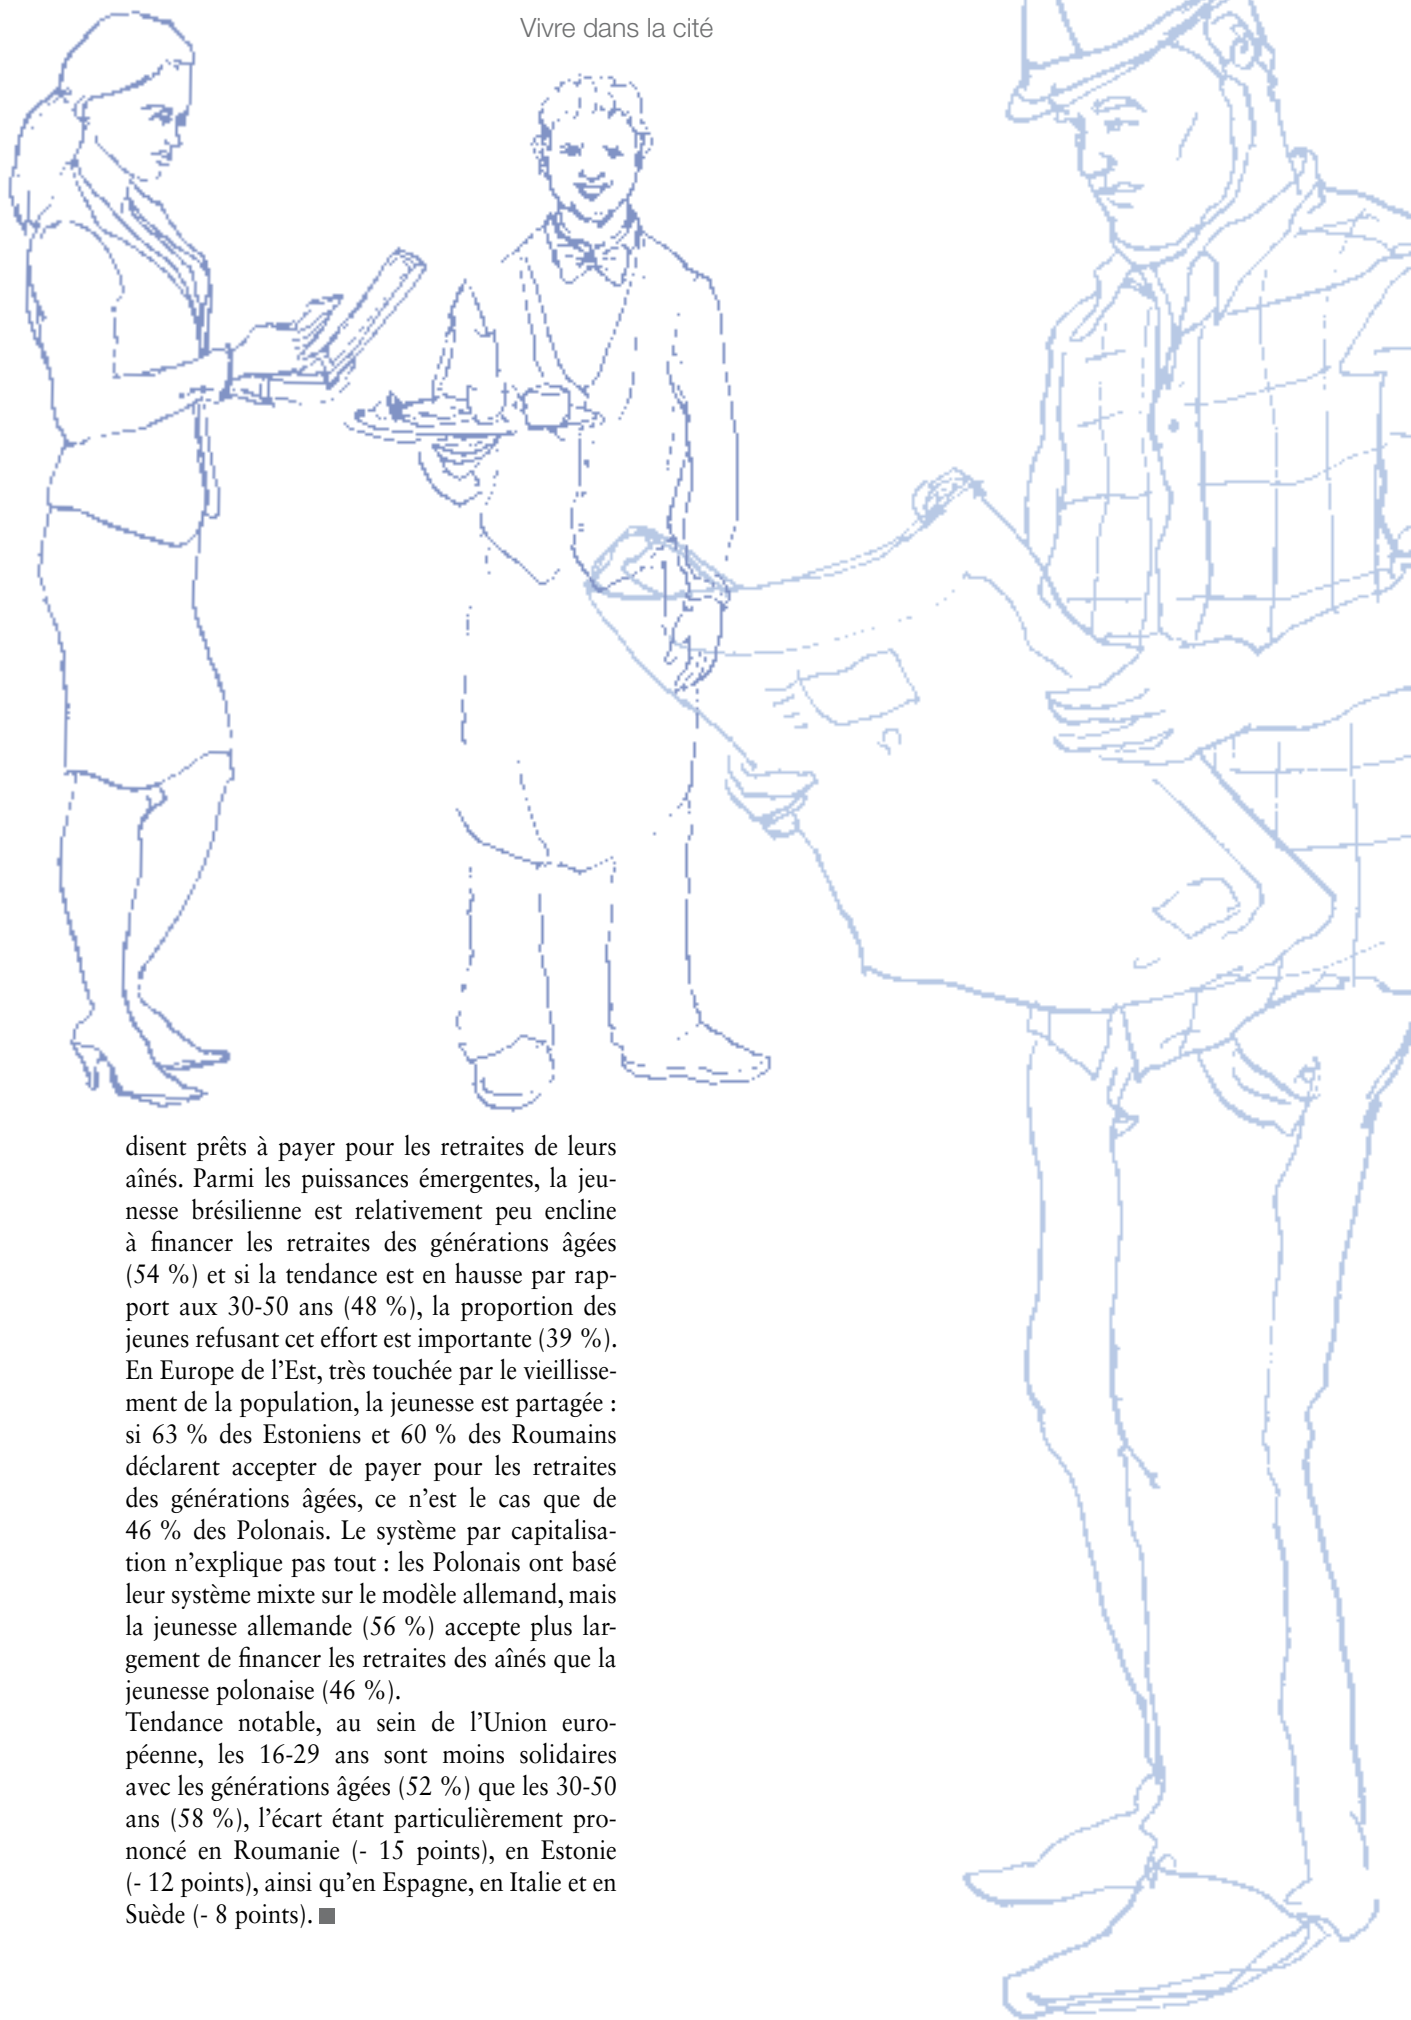 Vivre dans la cité
disent prêts à payer pour les retraites de leurs
aînés. Parmi les puissances émergentes, la jeu-
nesse brésilienne est relativement peu encline
à financer les retraites des générations âgées
(54 %) et si la tendance est en hausse par rap-
port aux 30-50 ans (48 %), la proportion des
jeunes refusant cet effort est importante (39 %).
En Europe de l’Est, très touchée par le vieillisse-
ment de la population, la jeunesse est partagée :
si 63 % des Estoniens et 60 % des Roumains
déclarent accepter de payer pour les retraites
des générations âgées, ce n’est le cas que de
46 % des Polonais. Le système par capitalisa-
tion n’explique pas tout : les Polonais ont basé
leur système mixte sur le modèle allemand, mais
la jeunesse allemande (56 %) accepte plus lar-
gement de financer les retraites des aînés que la
jeunesse polonaise (46 %).
Tendance notable, au sein de l’Union euro-
péenne, les 16-29 ans sont moins solidaires
avec les générations âgées (52 %) que les 30-50
ans (58 %), l’écart étant particulièrement pro-
noncé en Roumanie (- 15 points), en Estonie
(- 12 points), ainsi qu’en Espagne, en Italie et en
Suède (- 8 points). ■